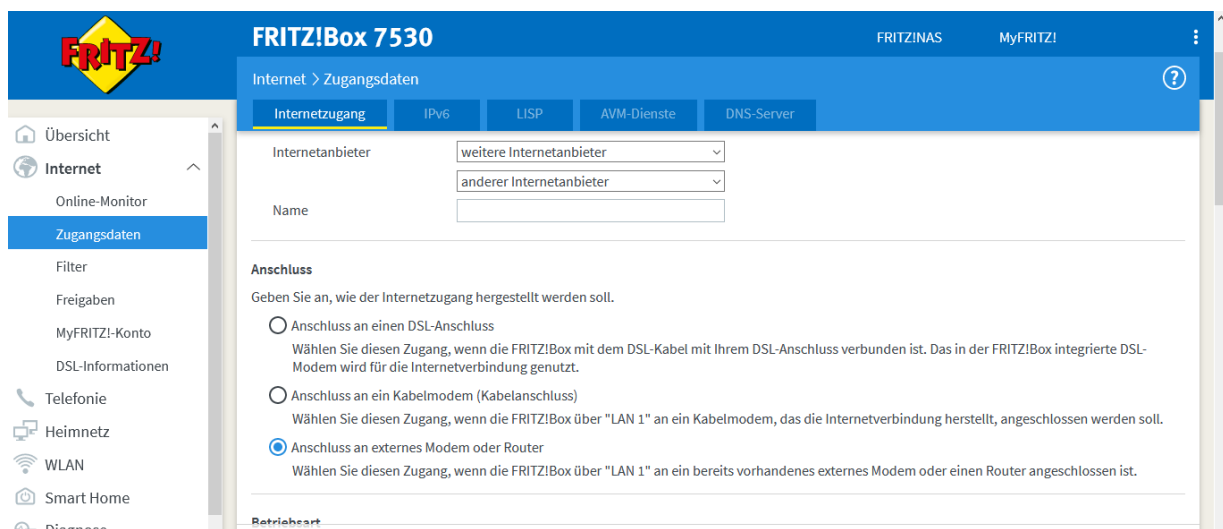 FRITZ!
FRITZ!Box 7530
FRITZ!NAS
MyFRITZ!
Internet > Zugangsdaten
?
Internetzugang
IPv6
LISP
AVM-Dienste
DNS-Server
Übersicht
Internet
Online-Monitor
Zugangsdaten
Filter
Freigaben
MyFRITZ!-Konto
DSL-Informationen
Telefonie
Heimnetz
WLAN
Smart Home
Diagnose
Internetanbieter
weitere Internetanbieter
anderer Internetanbieter
Name
Anschluss
Geben Sie an, wie der Internetzugang hergestellt werden soll.
Anschluss an einen DSL-Anschluss
Wählen Sie diesen Zugang, wenn die FRITZ!Box mit dem DSL-Kabel mit Ihrem DSL-Anschluss verbunden ist. Das in der FRITZ!Box integrierte DSL-
Modem wird für die Internetverbindung genutzt.
Anschluss an ein Kabelmodem (Kabelanschluss)
Wählen Sie diesen Zugang, wenn die FRITZ!Box über "LAN 1" an ein Kabelmodem, das die Internetverbindung herstellt, angeschlossen werden soll.
Anschluss an externes Modem oder Router
Wählen Sie diesen Zugang, wenn die FRITZ!Box über "LAN 1" an ein bereits vorhandenes externes Modem oder einen Router angeschlossen ist.
Betriebsart